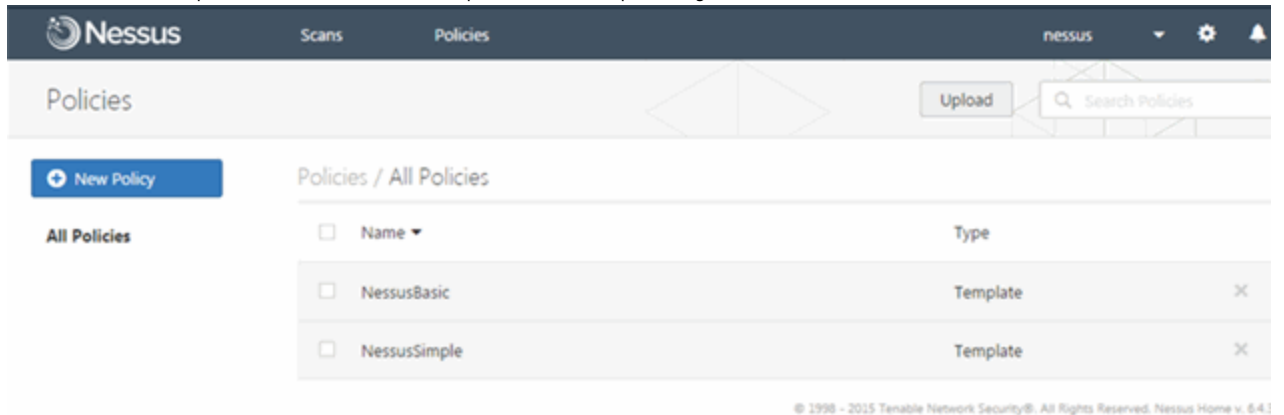 Nessus Scans Policies nessus
Policies Upload Search Policies
New Policy Policies / All Policies
All Policies Name Type
NessusBasic Template
NessusSimple Template
© 1998 - 2015 Tenable Network Security®. All Rights Reserved. Nessus Home v. 6.4.